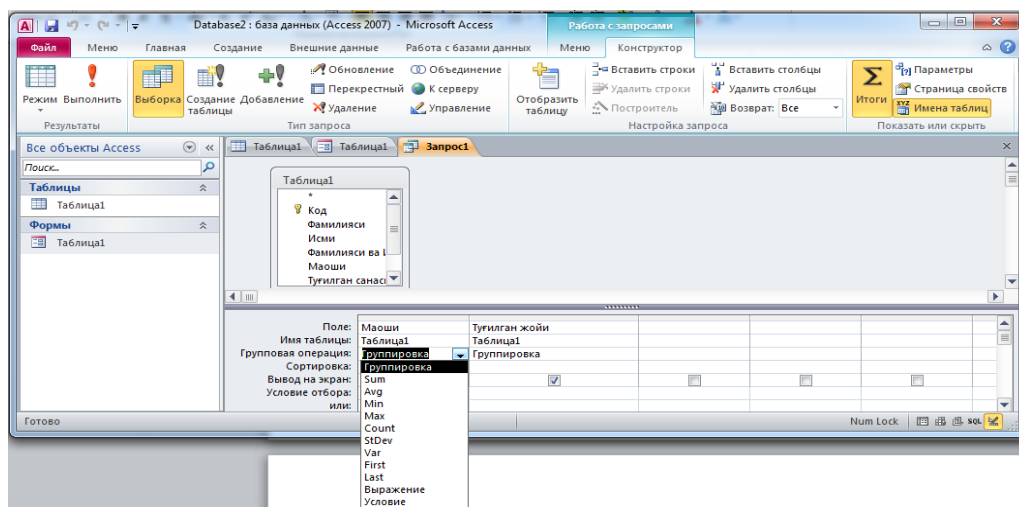 Database2 : база данных (Access 2007) - Microsoft Access
Работа с запросами
Файл Меню Главная Создание Внешние данные Работа с базами данных Меню Конструктор
Режим Выполнить Выборка Создание таблицы Добавление
Обновление Объединение
Перекрестный К серверу
Удаление Управление
Отобразить таблицу
Вставить строки Вставить столбцы
Удалить строки Удалить столбцы
Построитель Возврат: Все
Итоги
Параметры
Страница свойств
Имена таблиц
Результаты Тип запроса Настройка запроса Показать или скрыть
Все объекты Access
Таблица1 Таблица1 Запрос1
Поиск...
Таблицы
Таблица1
Формы
Таблица1
Таблица1
*
Код
Фамилияси
Исми
Фамилияси ва
Маоши
Туғилган санас
Поле: Маоши Туғилган жойи
Имя таблицы: Таблица1 Таблица1
Групповая операция: Группировка Группировка
Сортировка:
Вывод на экран:
Условие отбора:
или:
Группировка
Sum
Avg
Min
Max
Count
StDev
Var
First
Last
Выражение
Условие
Готово Num Lock SQL